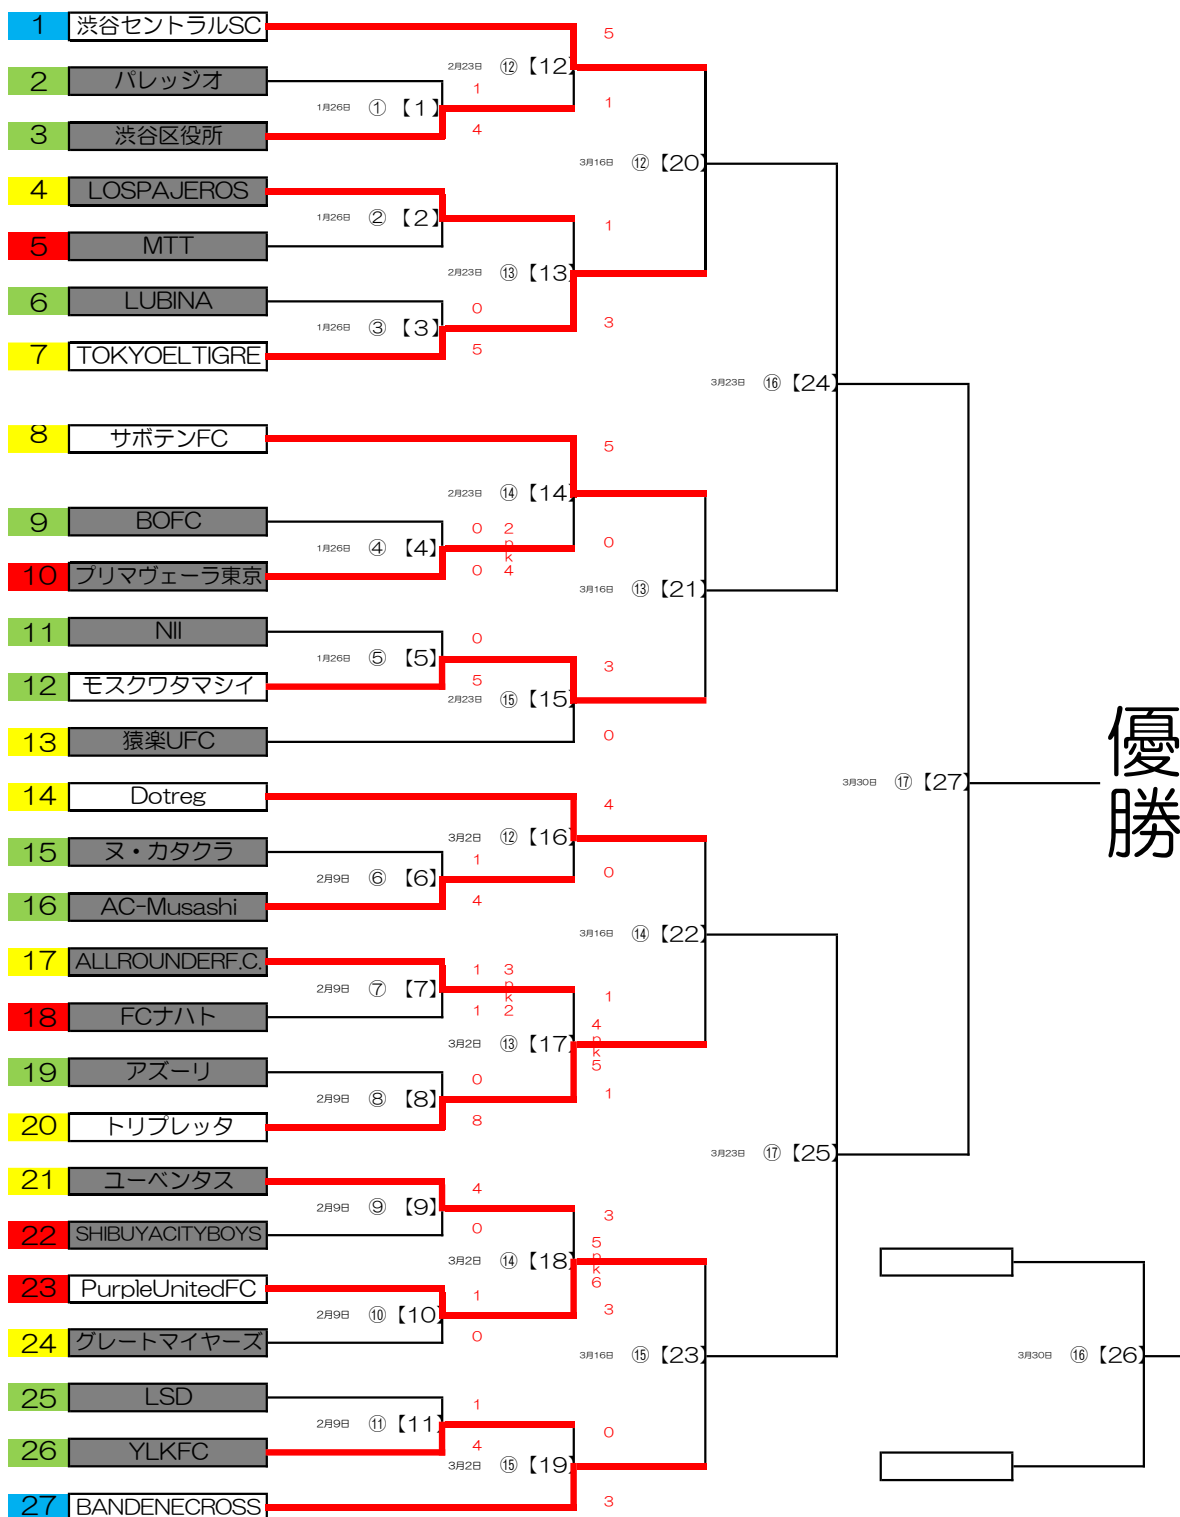 1 渋谷セントラルSC
5
2月23日 ⑫ 【12】
2 パレッジオ
1
1
1月26日 ① 【1】
4
3 渋谷区役所
3月16日 ⑫ 【20】
4 LOSPAJEROS
1月26日 ② 【2】
1
5 MTT
2月23日 ⑬ 【13】
6 LUBINA
0
1月26日 ③ 【3】
3
5
7 TOKYOELTIGRE
3月23日 ⑯ 【24】
8 サボテンFC
5
2月23日 ⑭ 【14】
9 BOFC
0 2
pk
1月26日 ④ 【4】
0
0 4
10 プリマヴェーラ東京
3月16日 ⑬ 【21】
11 NII
0
1月26日 ⑤ 【5】
3
5
12 モスクワタマシイ
2月23日 ⑮ 【15】
0
13 猿楽UFC
優勝
3月30日 ⑰ 【27】
14 Dotreg
4
3月2日 ⑫ 【16】
15 ヌ・カタクラ
1
0
2月9日 ⑥ 【6】
4
16 AC-Musashi
3月16日 ⑭ 【22】
17 ALLROUNDERF.C.
1 3
pk
2月9日 ⑦ 【7】
1
1 2
18 FCナハト
4
pk
5
3月2日 ⑬ 【17】
19 アズーリ
0
1
2月9日 ⑧ 【8】
8
20 トリプレッタ
3月23日 ⑰ 【25】
21 ユーベンタス
4
2月9日 ⑨ 【9】
3
0
22 SHIBUYACITYBOYS
5
pk
6
3月2日 ⑭ 【18】
23 PurpleUnitedFC
1
3
2月9日 ⑩ 【10】
0
24 グレートマイヤーズ
3月16日 ⑮ 【23】
3月30日 ⑯ 【26】
25 LSD
1
2月9日 ⑪ 【11】
0
4
26 YLKFC
3月2日 ⑮ 【19】
3
27 BANDENECROSS